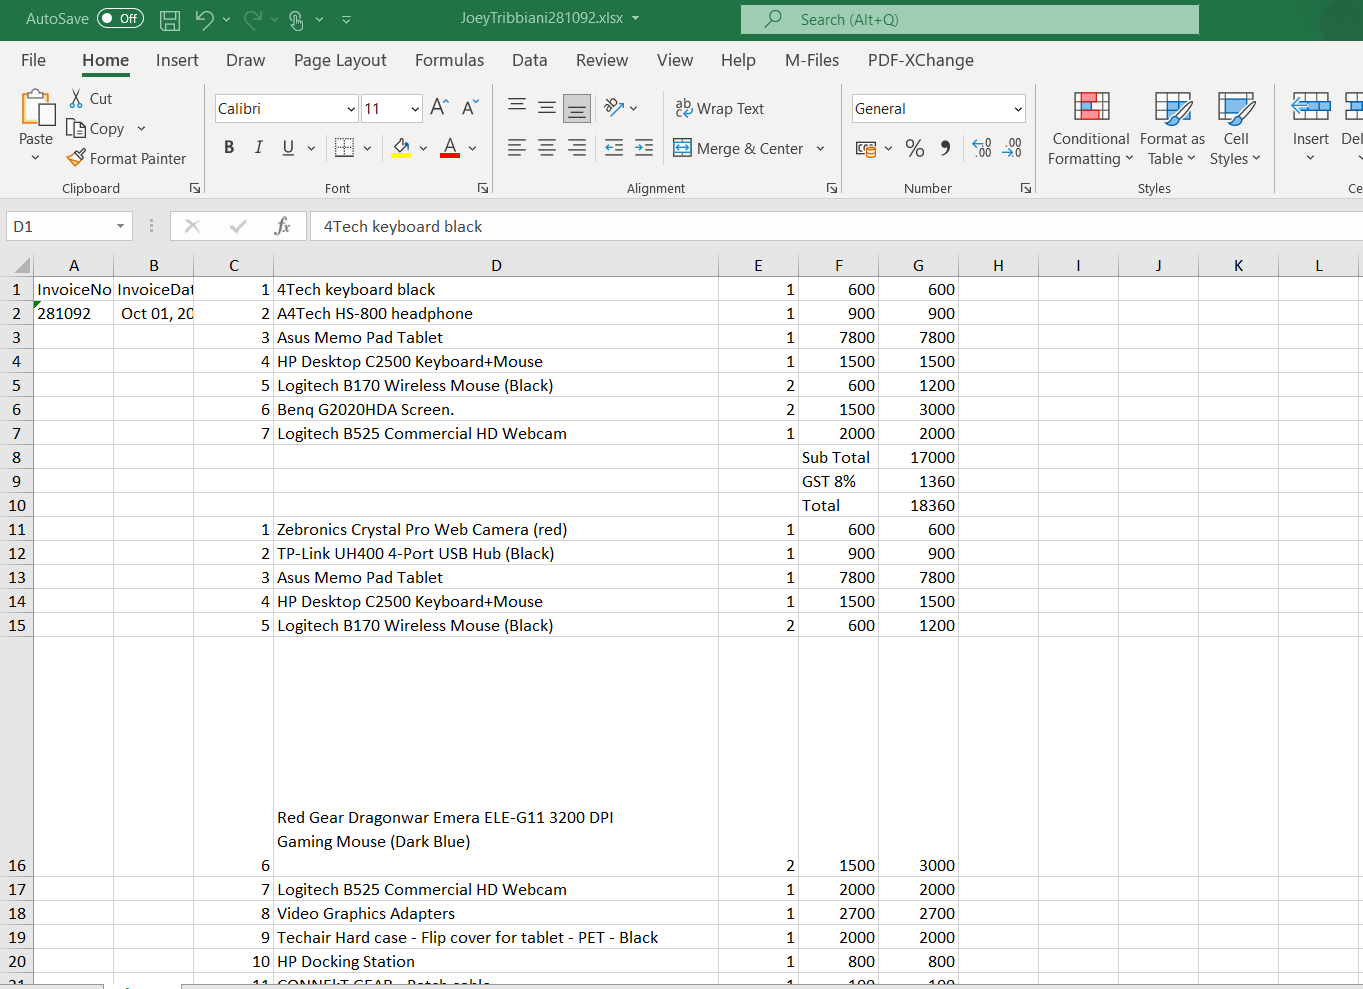 AutoSave Off JoeyTribbiani281092.xlsx Search (Alt+Q)
File Home Insert Draw Page Layout Formulas Data Review View Help M-Files PDF-XChange
Paste Cut Copy Format Painter
Clipboard
Calibri 11 A A
B I U A
Font
ab Wrap Text
Merge & Center
Alignment
General
% 9 .00 .00
Number
Conditional Formatting
Format as Table
Cell Styles
Styles
Insert
D1 fx 4Tech keyboard black
A B C D E F G H I J K L
1 InvoiceNo InvoiceDat 1 4Tech keyboard black 1 600 600
2 281092 Oct 01, 20 2 A4Tech HS-800 headphone 1 900 900
3 3 Asus Memo Pad Tablet 1 7800 7800
4 4 HP Desktop C2500 Keyboard+Mouse 1 1500 1500
5 5 Logitech B170 Wireless Mouse (Black) 2 600 1200
6 6 Benq G2020HDA Screen. 2 1500 3000
7 7 Logitech B525 Commercial HD Webcam 1 2000 2000
8 Sub Total 17000
9 GST 8% 1360
10 Total 18360
11 1 Zebronics Crystal Pro Web Camera (red) 1 600 600
12 2 TP-Link UH400 4-Port USB Hub (Black) 1 900 900
13 3 Asus Memo Pad Tablet 1 7800 7800
14 4 HP Desktop C2500 Keyboard+Mouse 1 1500 1500
15 5 Logitech B170 Wireless Mouse (Black) 2 600 1200
Red Gear Dragonwar Emera ELE-G11 3200 DPI
Gaming Mouse (Dark Blue)
16 6 2 1500 3000
17 7 Logitech B525 Commercial HD Webcam 1 2000 2000
18 8 Video Graphics Adapters 1 2700 2700
19 9 Techair Hard case - Flip cover for tablet - PET - Black 1 2000 2000
20 10 HP Docking Station 1 800 800